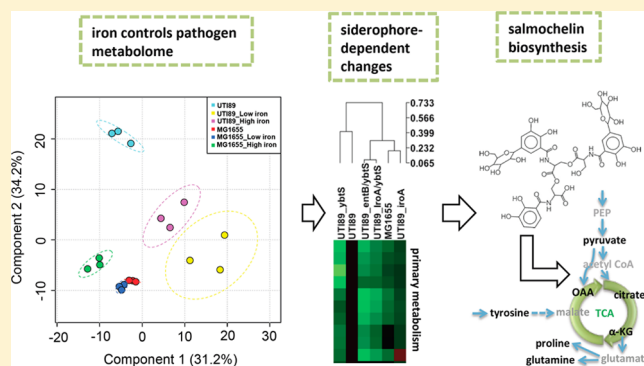 iron controls pathogen
metabolome
siderophore-
dependent
changes
salmochelin
biosynthesis
UTI89
UTI89_Low iron
UTI89_High iron
MG1655
MG1655_Low iron
MG1655_High iron
Component 2 (34.2%)
20
10
0
-10
-20
-10
0
10
20
30
Component 1 (31.2%)
0.733
0.566
0.399
0.232
0.065
UTI89_ybtS
UTI89
UTI89_entB/ybtS
UTI89_iroA/ybtS
MG1655
UTI89_iroA
primary metabolism
PEP
pyruvate
acetyl CoA
OAA
citrate
TCA
tyrosine
malate
α-KG
proline
glutamine
glutamat